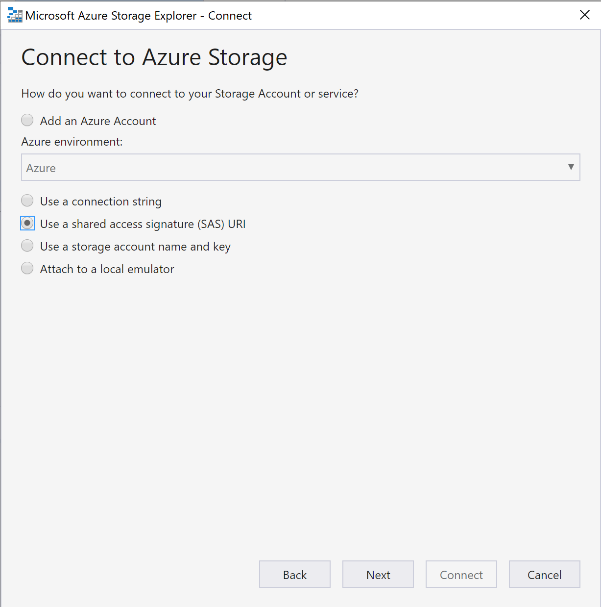 Microsoft Azure Storage Explorer - Connect
Connect to Azure Storage
How do you want to connect to your Storage Account or service?
Add an Azure Account
Azure environment:
Azure
Use a connection string
Use a shared access signature (SAS) URI
Use a storage account name and key
Attach to a local emulator
Back Next Connect Cancel